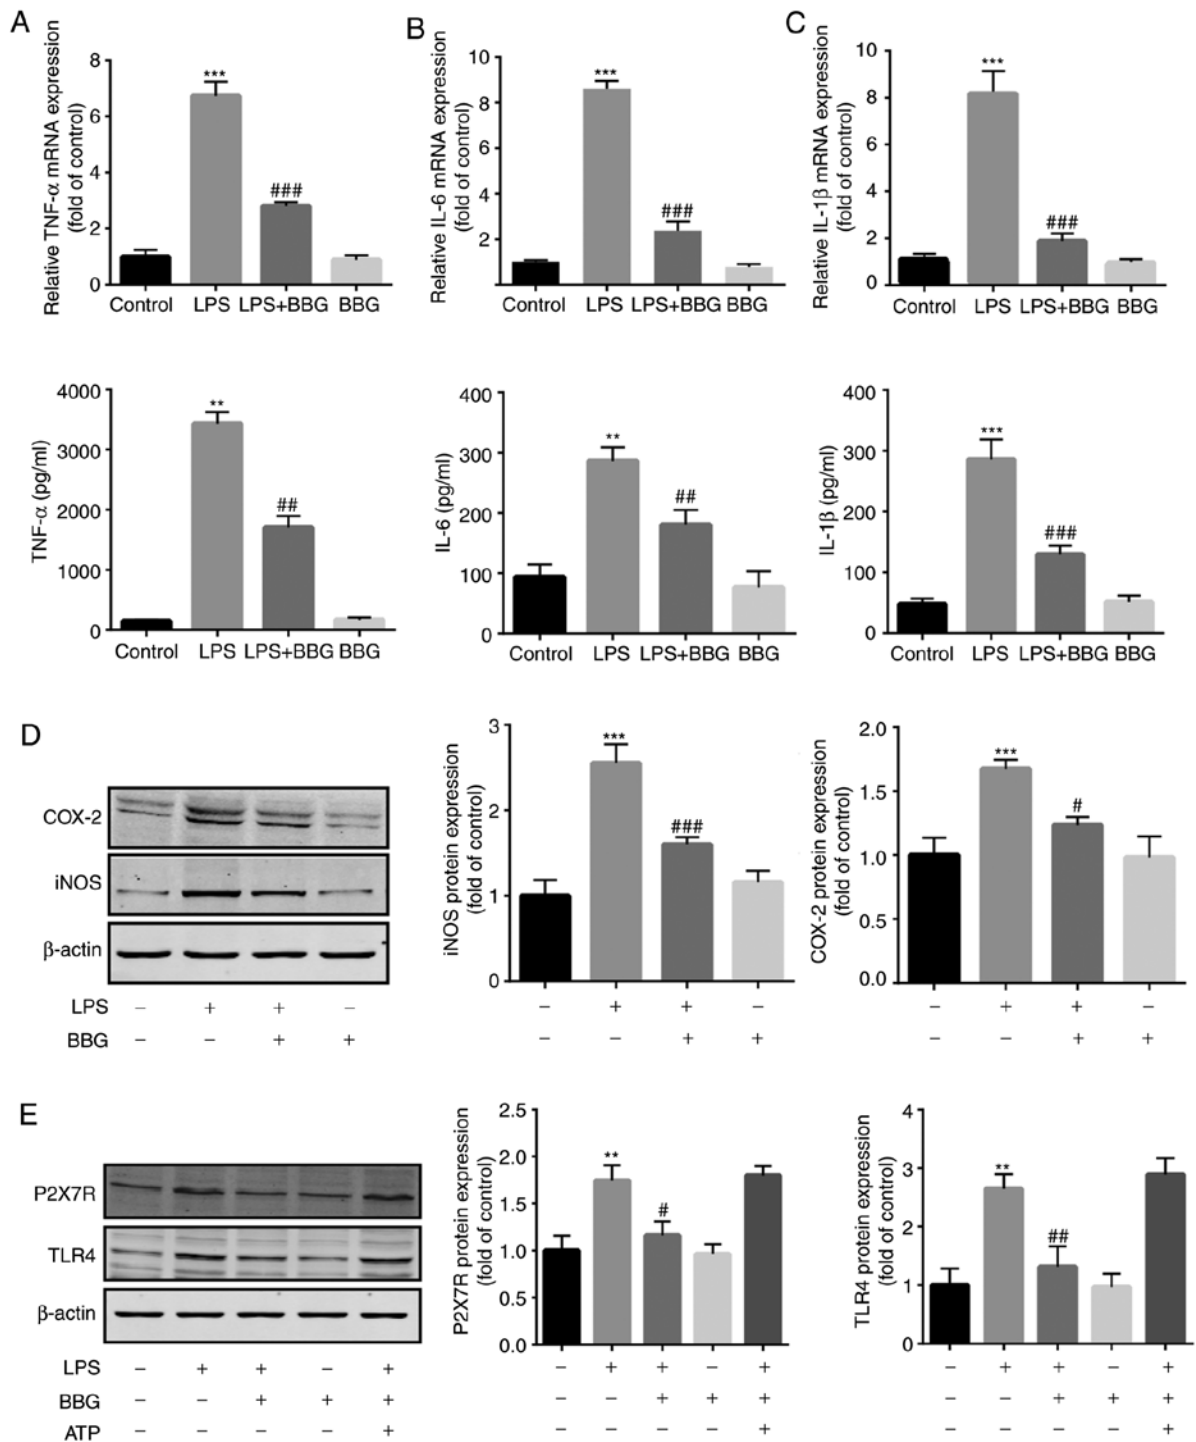 A
Relative TNF-α mRNA expression
(fold of control)
8
6
4
2
0
***
###
Control LPS LPS+BBG BBG
B
Relative IL-6 mRNA expression
(fold of control)
10
8
6
4
2
***
###
Control LPS LPS+BBG BBG
C
Relative IL-1β mRNA expression
(fold of control)
10
8
6
4
2
0
***
###
Control LPS LPS+BBG BBG
TNF-α (pg/ml)
4000
3000
2000
1000
0
**
##
Control LPS LPS+BBG BBG
IL-6 (pg/ml)
400
300
200
100
0
**
##
Control LPS LPS+BBG BBG
IL-1β (pg/ml)
400
300
200
100
0
***
###
Control LPS LPS+BBG BBG
D
COX-2
iNOS
β-actin
LPS – + + –
BBG – – + +
iNOS protein expression
(fold of control)
3
2
1
0
***
###
– + + –
– – + +
COX-2 protein expression
(fold of control)
2.0
1.5
1.0
0.5
0.0
***
#
– + + –
– – + +
E
P2X7R
TLR4
β-actin
LPS – + + – +
BBG – – + + +
ATP – – – – +
P2X7R protein expression
(fold of control)
2.5
2.0
1.5
1.0
0.5
0.0
**
#
– + + – +
– – + + +
– – – – +
TLR4 protein expression
(fold of control)
4
3
2
1
0
**
##
– + + – +
– – + + +
– – – – +